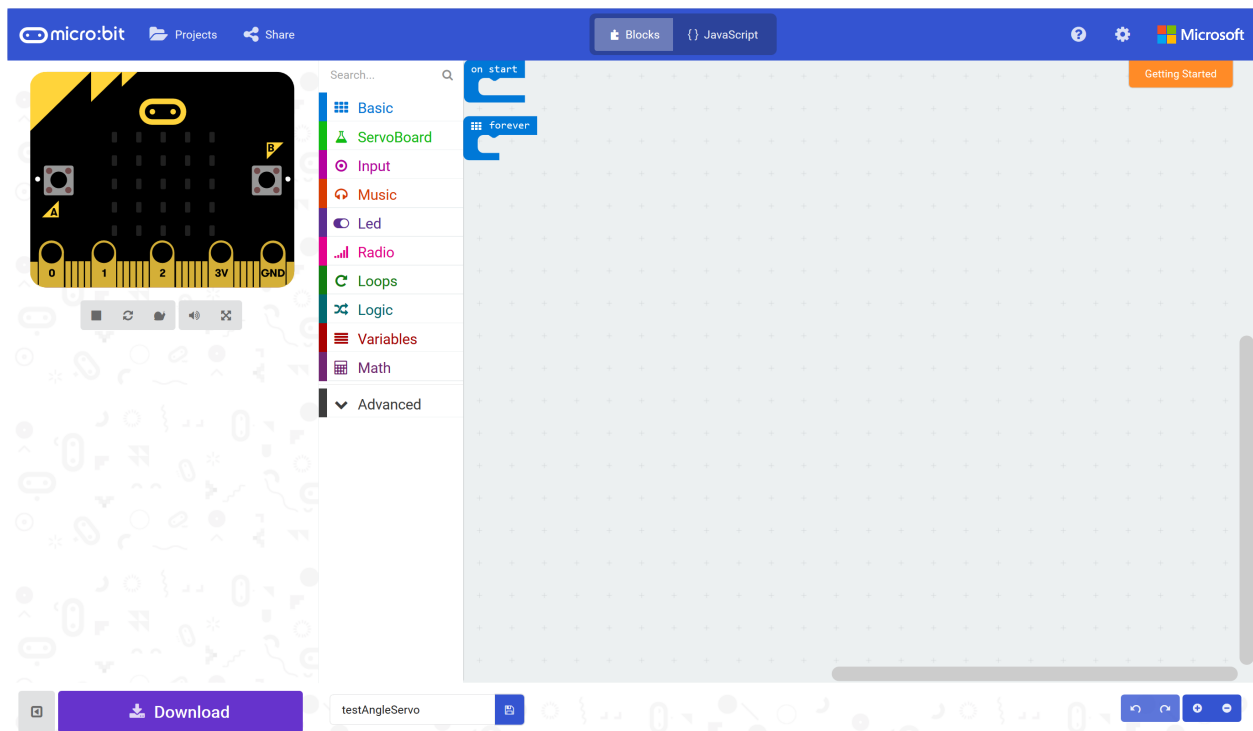 micro:bit Projects Share Blocks {} JavaScript ? Microsoft
Search...
Basic
ServoBoard
Input
Music
Led
Radio
Loops
Logic
Variables
Math
Advanced
on start
forever
Getting Started
B
A
0 1 2 3V GND
Download
testAngleServo